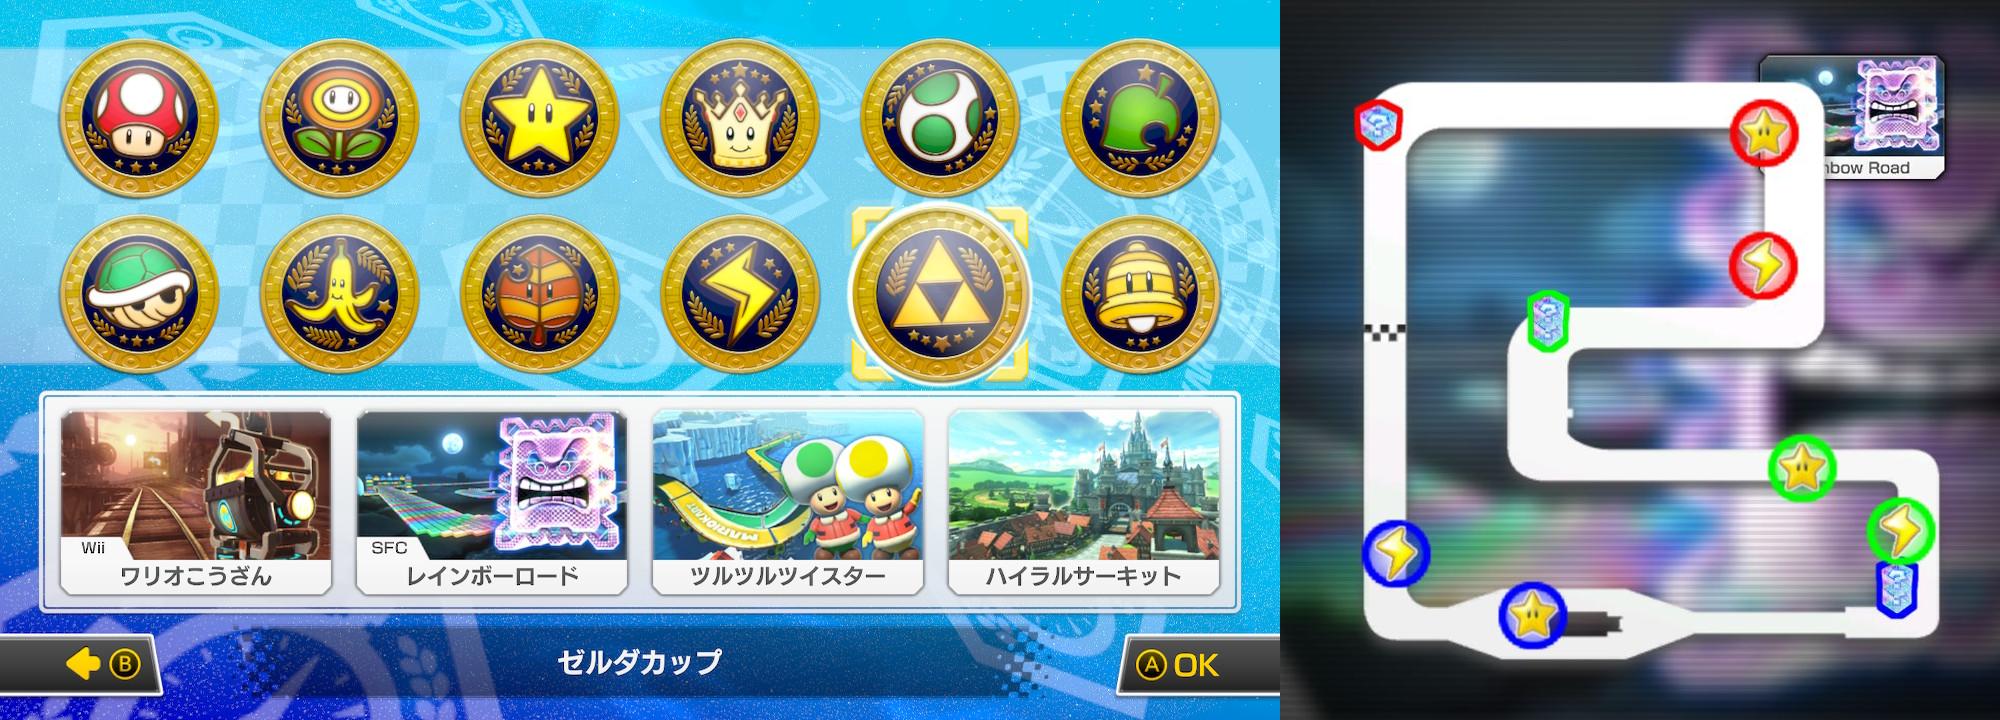 Wii
ワリオこうざん
SFC
レインボーロード
ツルツルツイスター
ハイラルサーキット
B
ゼルダカップ
A OK
nbow Road